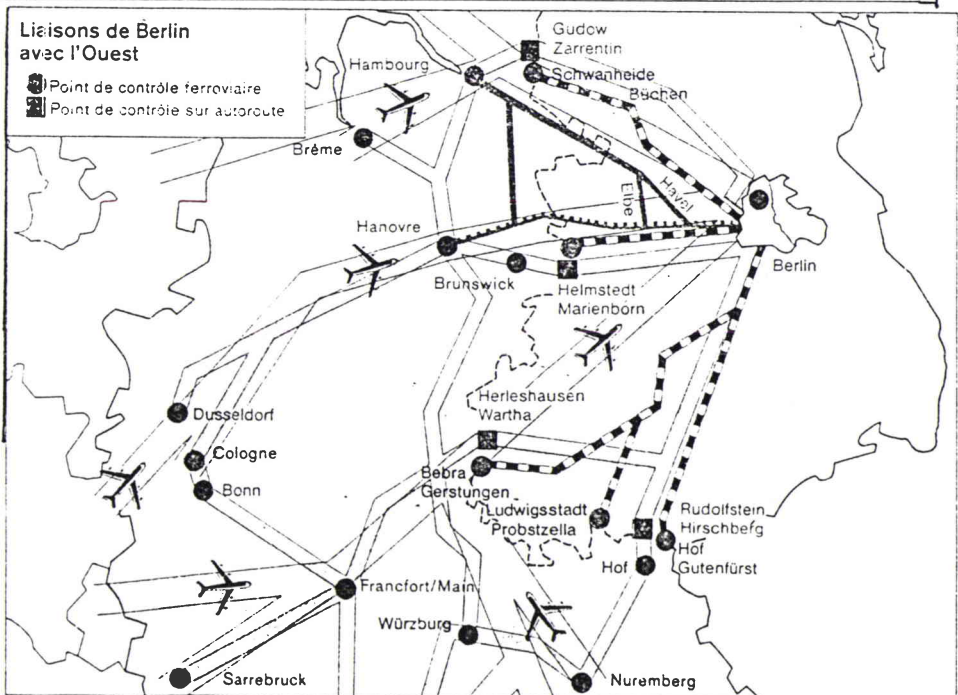 Liaisons de Berlin
avec l'Ouest
Point de contrôle ferroviaire
Point de contrôle sur autoroute
Gudow
Zarrentin
Hambourg
Schwanheide
Büchen
Brême
Elbe
Havel
Hanovre
Brunswick
Helmstedt
Marienborn
Berlin
Herleshausen
Wartha
Dusseldorf
Cologne
Bebra
Gerstungen
Bonn
Ludwigsstadt
Probstzella
Rudolfstein
Hirschbefg
Hof
Gutenfürst
Hof
Francfort/Main
Würzburg
Sarrebruck
Nuremberg